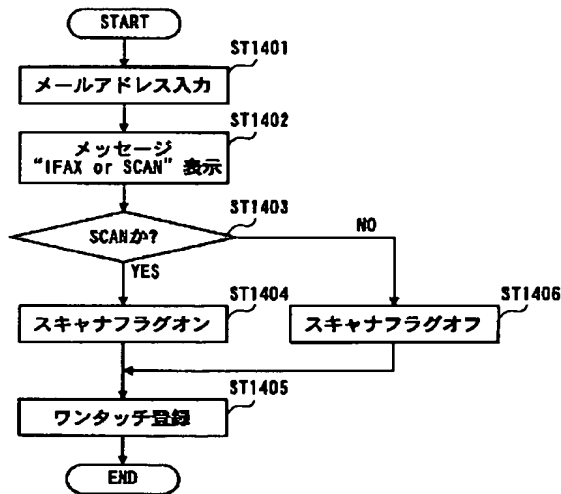 START
ST1401
メールアドレス入力
ST1402
メッセージ
“IFAX or SCAN” 表示
ST1403
SCANか?
NO
YES
ST1404
スキャナフラグオン
ST1406
スキャナフラグオフ
ST1405
ワンタッチ登録
END